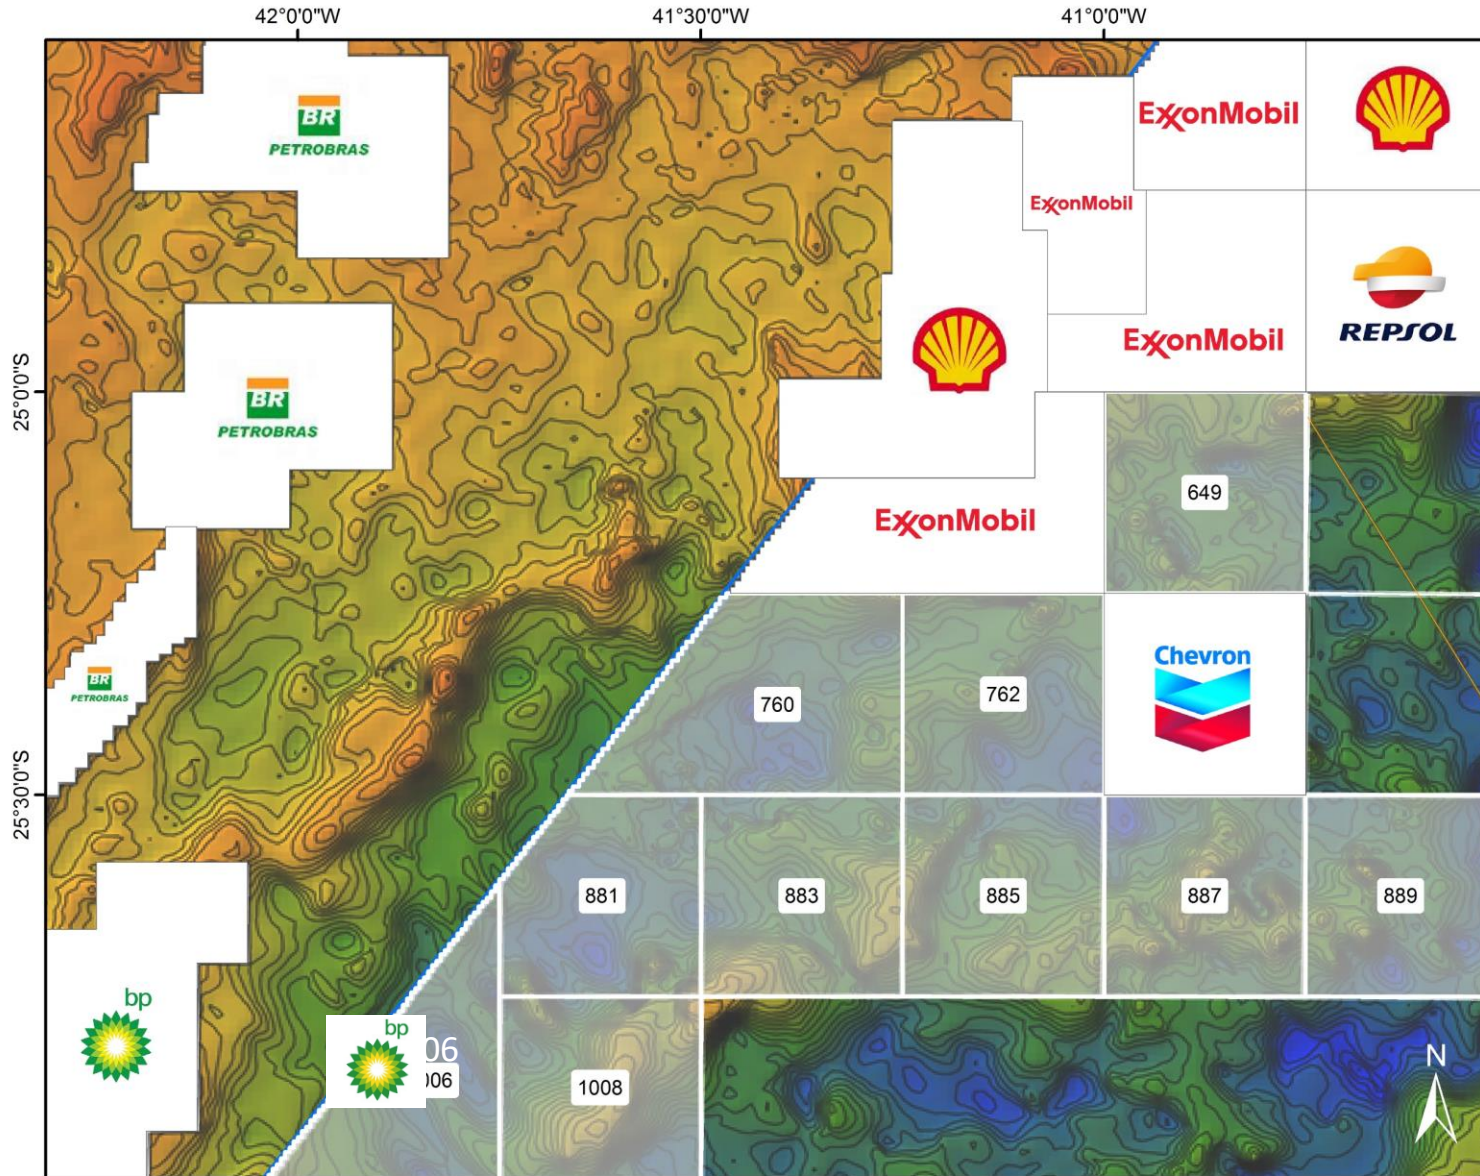 42°0'0"W
41°30'0"W
41°0'0"W
25°0'0"S
25°30'0"S
BR
PETROBRAS
ExxonMobil
ExxonMobil
ExxonMobil
REPSOL
BR
PETROBRAS
649
ExxonMobil
BR
PETROBRAS
760
762
Chevron
881
883
885
887
889
bp
bp
06
006
1008
N